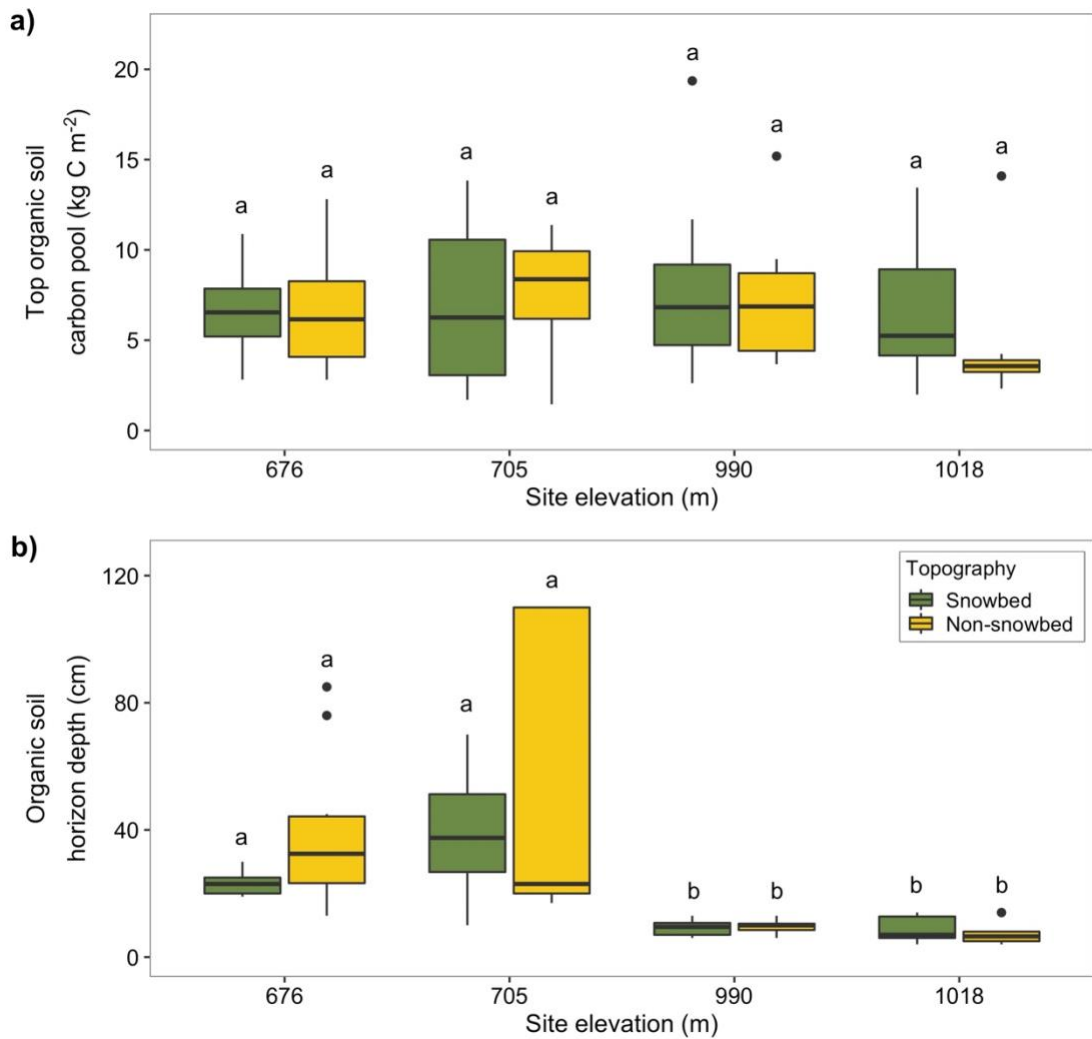 a)
Top organic soil
carbon pool (kg C m⁻²)
20
15
10
5
0
a
a
a
a
a
a
a
a
676
705
990
1018
Site elevation (m)
b)
Organic soil
horizon depth (cm)
120
80
40
0
a
a
a
a
b
b
b
b
Topography
Snowbed
Non-snowbed
676
705
990
1018
Site elevation (m)